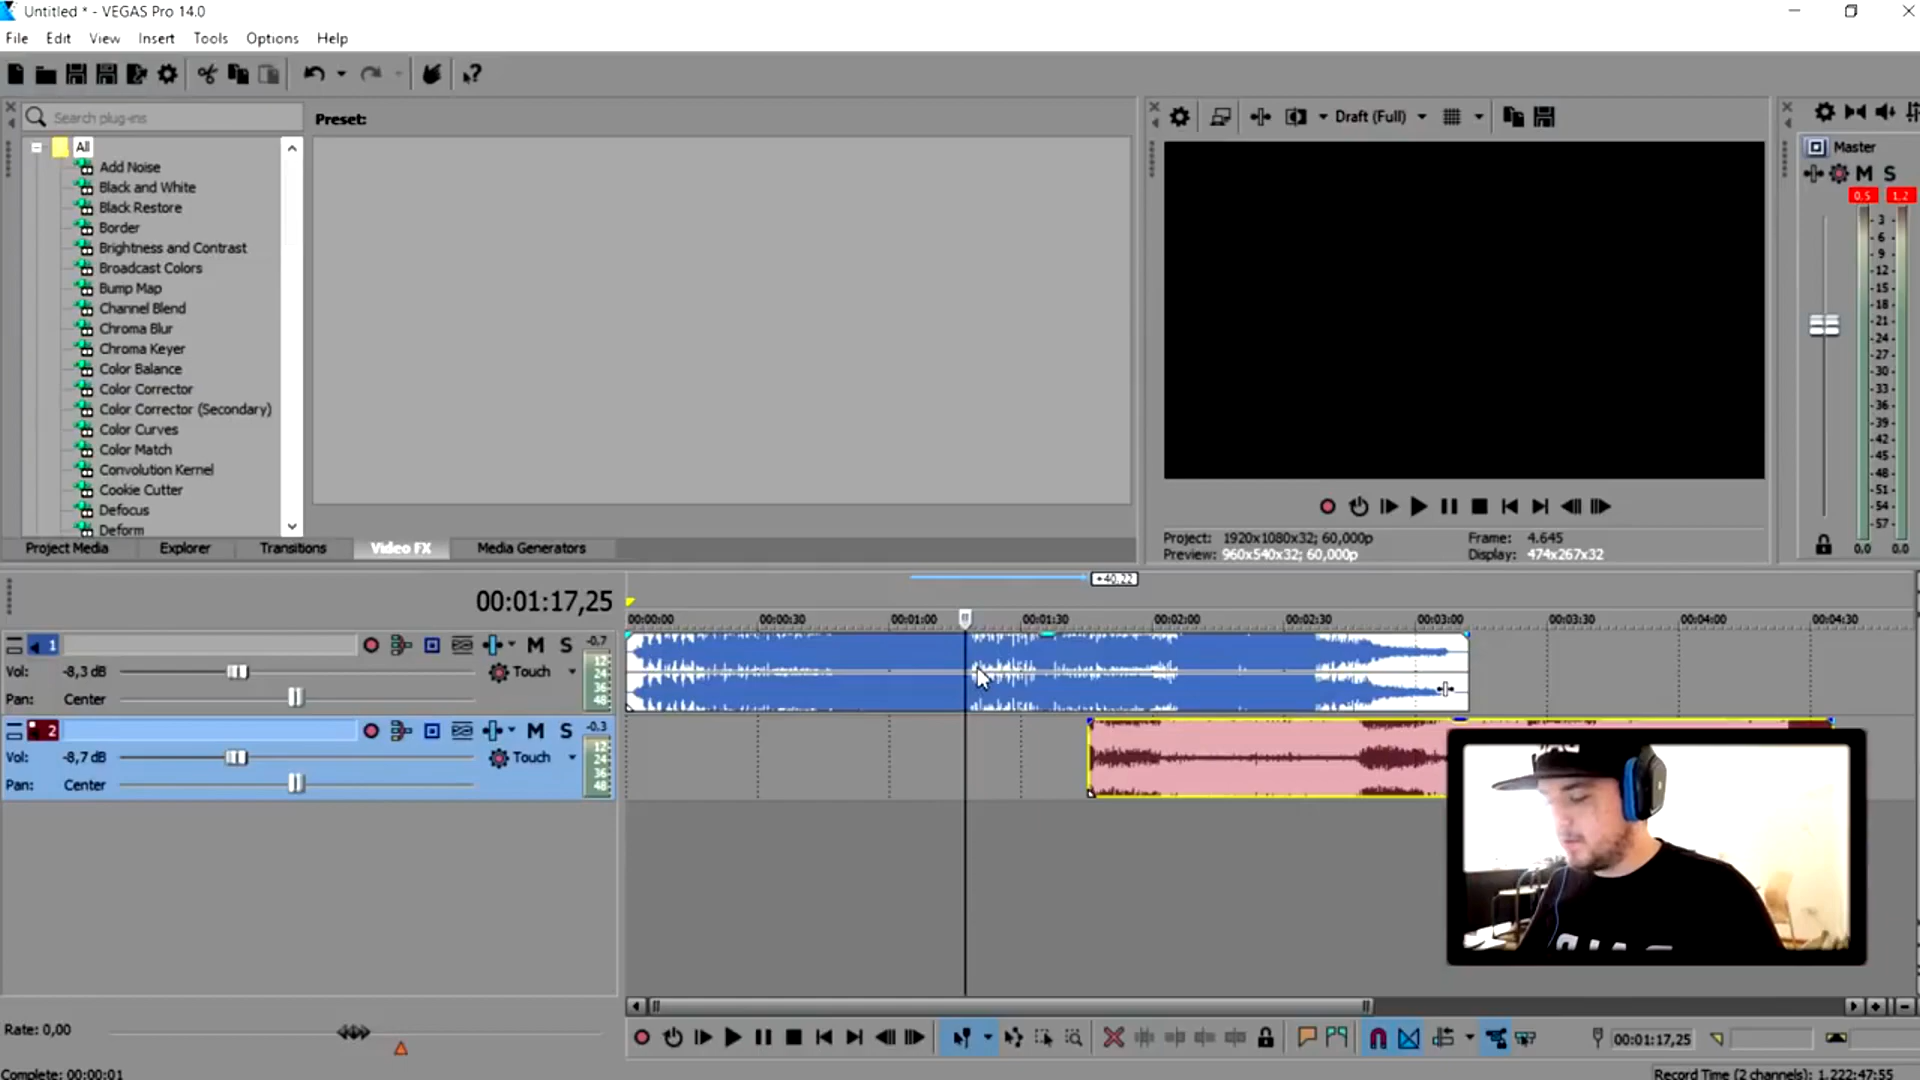 Untitled * - VEGAS Pro 14.0
File Edit View Insert Tools Options Help
Search plug-ins
Preset:
All
Add Noise
Black and White
Black Restore
Border
Brightness and Contrast
Broadcast Colors
Bump Map
Channel Blend
Chroma Blur
Chroma Keyer
Color Balance
Color Corrector
Color Corrector (Secondary)
Color Curves
Color Match
Convolution Kernel
Cookie Cutter
Defocus
Deform
Project Media Explorer Transitions Video FX Media Generators
Draft (Full)
Project: 1920x1080x32; 60,000p Frame: 4.645
Preview: 960x540x32; 60,000p Display: 474x267x32
Master
M S
0.5 1.2
- 3 -
- 6 -
- 9 -
-12-
-15-
-18-
-21-
-24-
-27-
-30-
-33-
-36-
-39-
-42-
-45-
-48-
-51-
-54-
-57-
0,0 0,0
00:01:17,25
+40,22
00:00:00 00:00:30 00:01:00 00:01:30 00:02:00 00:02:30 00:03:00 00:03:30 00:04:00 00:04:30
1 M S -0,7
Vol: -8,3 dB Touch
Pan: Center
12
24
36
48
2 M S -0.3
Vol: -8,7 dB Touch
Pan: Center
12
24
36
48
Rate: 0,00
00:01:17,25
Complete: 00:00:01
Record Time (2 channels): 1.222:47:55